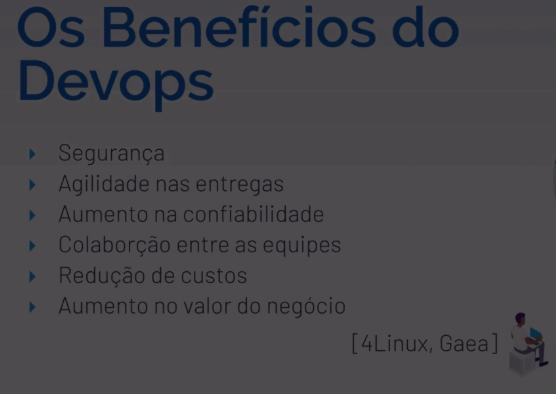 Os Benefícios do
Devops
Segurança
Agilidade nas entregas
Aumento na confiabilidade
Colaborção entre as equipes
Redução de custos
Aumento no valor do negócio
[4Linux, Gaea]